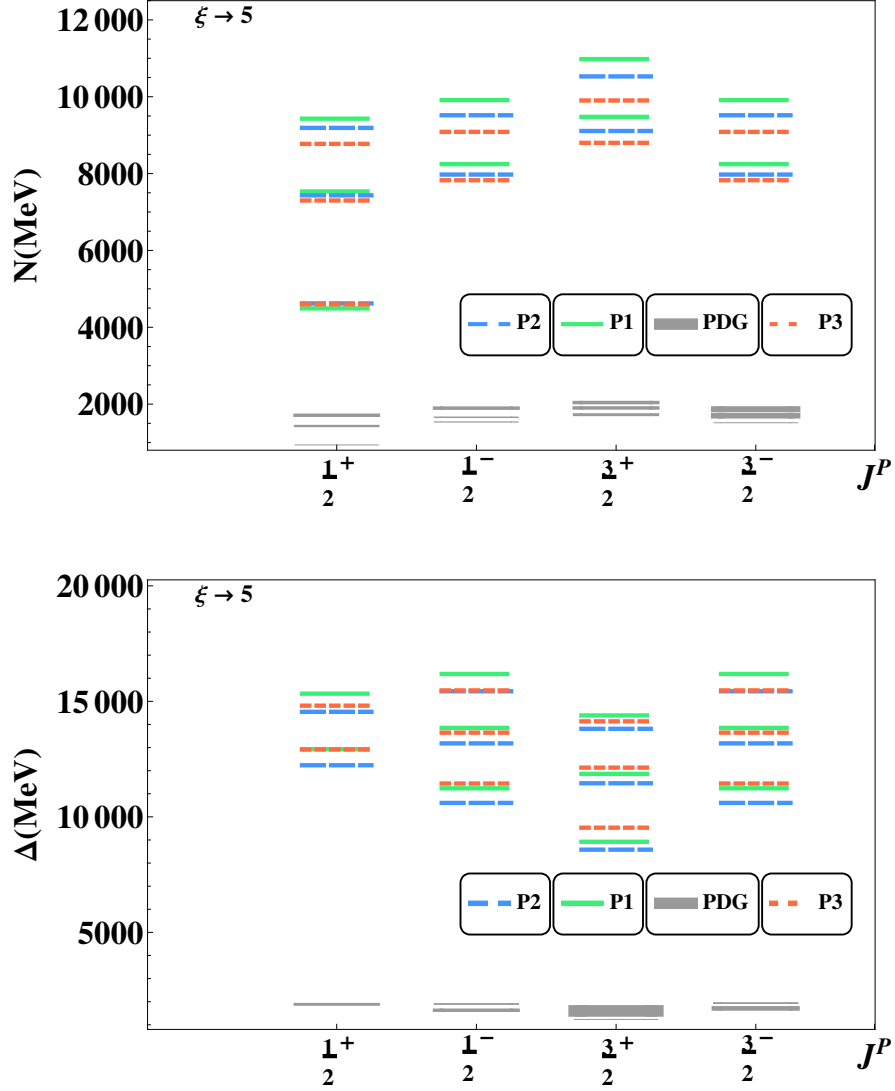 ξ → 5
12 000
10 000
8000
6000
4000
2000
N(MeV)
P2 P1 PDG P3
1/2⁺ 1/2⁻ 3/2⁺ 3/2⁻ Jᴾ
ξ → 5
20 000
15 000
10 000
5000
Δ(MeV)
P2 P1 PDG P3
1/2⁺ 1/2⁻ 3/2⁺ 3/2⁻ Jᴾ